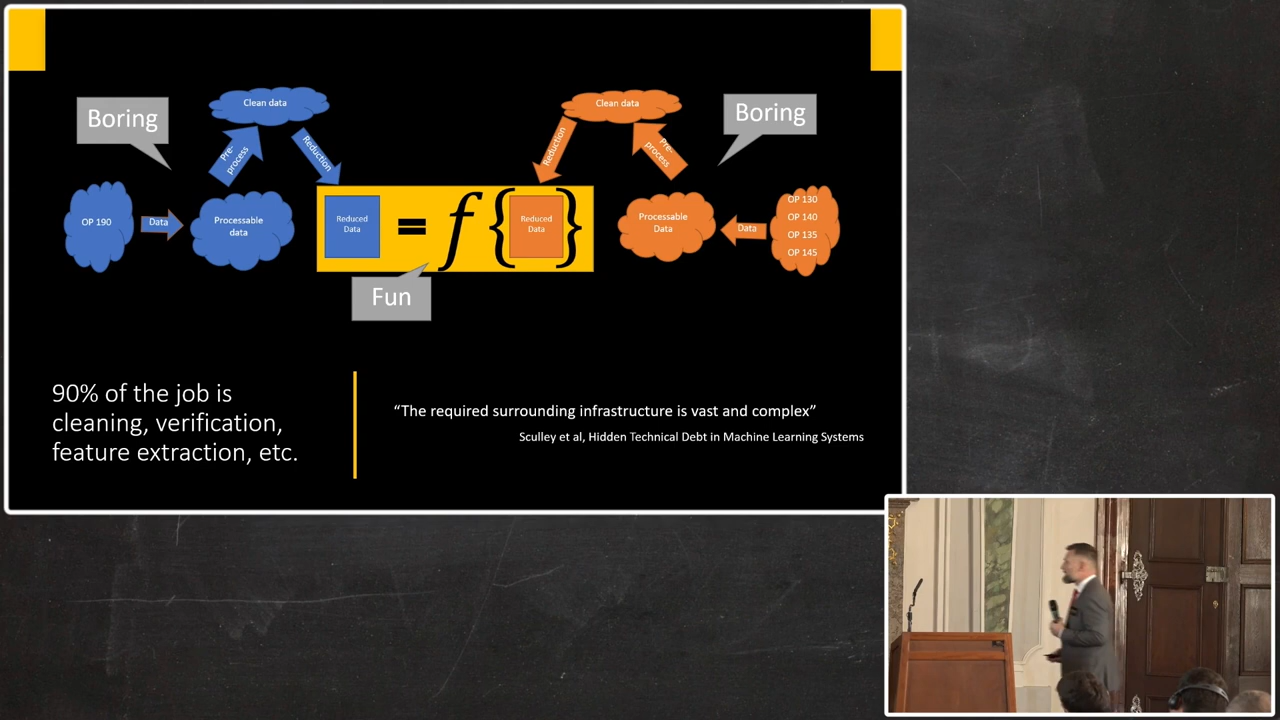 Clean data
Clean data
Boring
Boring
Pre-
process
Reduction
Reduction
Pre-
process
OP 190
Data
Processable
data
Reduced
Data
= f {
Reduced
Data
}
Processable
Data
Data
OP 130
OP 140
OP 135
OP 145
Fun
90% of the job is
cleaning, verification,
feature extraction, etc.
“The required surrounding infrastructure is vast and complex”
Sculley et al, Hidden Technical Debt in Machine Learning Systems